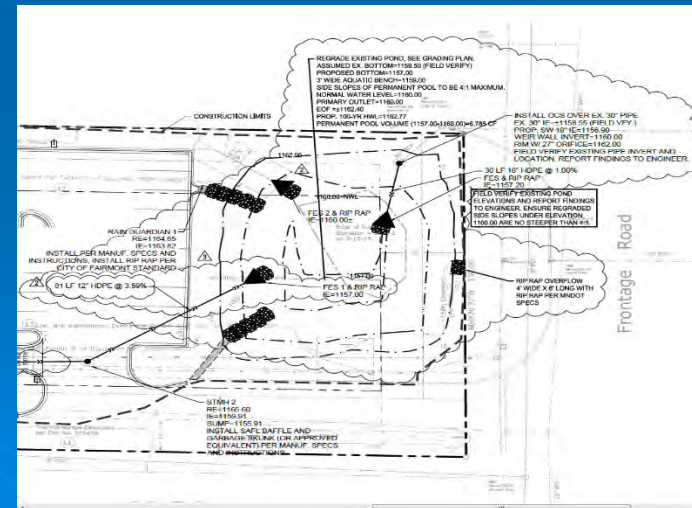 REGRADE EXISTING POND, SEE GRADING PLAN.
ASSUMED EX. BOTTOM=1159.50 (FIELD VERIFY)
PROPOSED BOTTOM=1157.00
3' WIDE AQUATIC BENCH=1159.00
SIDE SLOPES OF PERMANENT POOL TO BE 4:1 MAXIMUM.
NORMAL WATER LEVEL=1160.00
PRIMARY OUTLET=1160.00
EOF =±1162.40
PROP. 100-YR HWL=1162.77
PERMANENT POOL VOLUME (1157.00-1160.00)=6,785 CF
CONSTRUCTION LIMITS
INSTALL OCS OVER EX. 30" PIPE
EX. 30" IE=1158.55 (FIELD VFY.)
PROP. SW 18" IE=1156.90
WEIR WALL INVERT=1160.00
RIM W/ 27" ORIFICE=1162.00
FIELD VERIFY EXISTING PIPE INVERT AND
LOCATION. REPORT FINDINGS TO ENGINEER.
30 LF 18" HDPE @ 1.00%
FES & RIP RAP
IE=1157.20
FIELD VERIFY EXISTING POND
ELEVATIONS AND REPORT FINDINGS
TO ENGINEER. ENSURE REGRADED
SIDE SLOPES UNDER ELEVATION
1160.00 ARE NO STEEPER THAN 4:1.
1162.00
1160.00-NWL
FES 2 & RIP RAP
IE=1160.00±
RAIN GUARDIAN 1
RE=1164.65
IE=1163.82
INSTALL PER MANUF. SPECS AND
INSTRUCTIONS, INSTALL RIP RAP PER
CITY OF FAIRMONT STANDARD
81 LF 12" HDPE @ 3.59%
1157.00
FES 1 & RIP RAP
IE=1157.00
RIP RAP OVERFLOW
4' WIDE X 6' LONG WITH
RIP RAP PER MNDOT
SPECS
Frontage Road
STMH 2
RE=1165.60
IE=1159.91
SUMP=1155.91
INSTALL SAFL BAFFLE AND
GARBAGE SKUNK (OR APPROVED
EQUIVALENT) PER MANUF. SPECS
AND INSTRUCTIONS